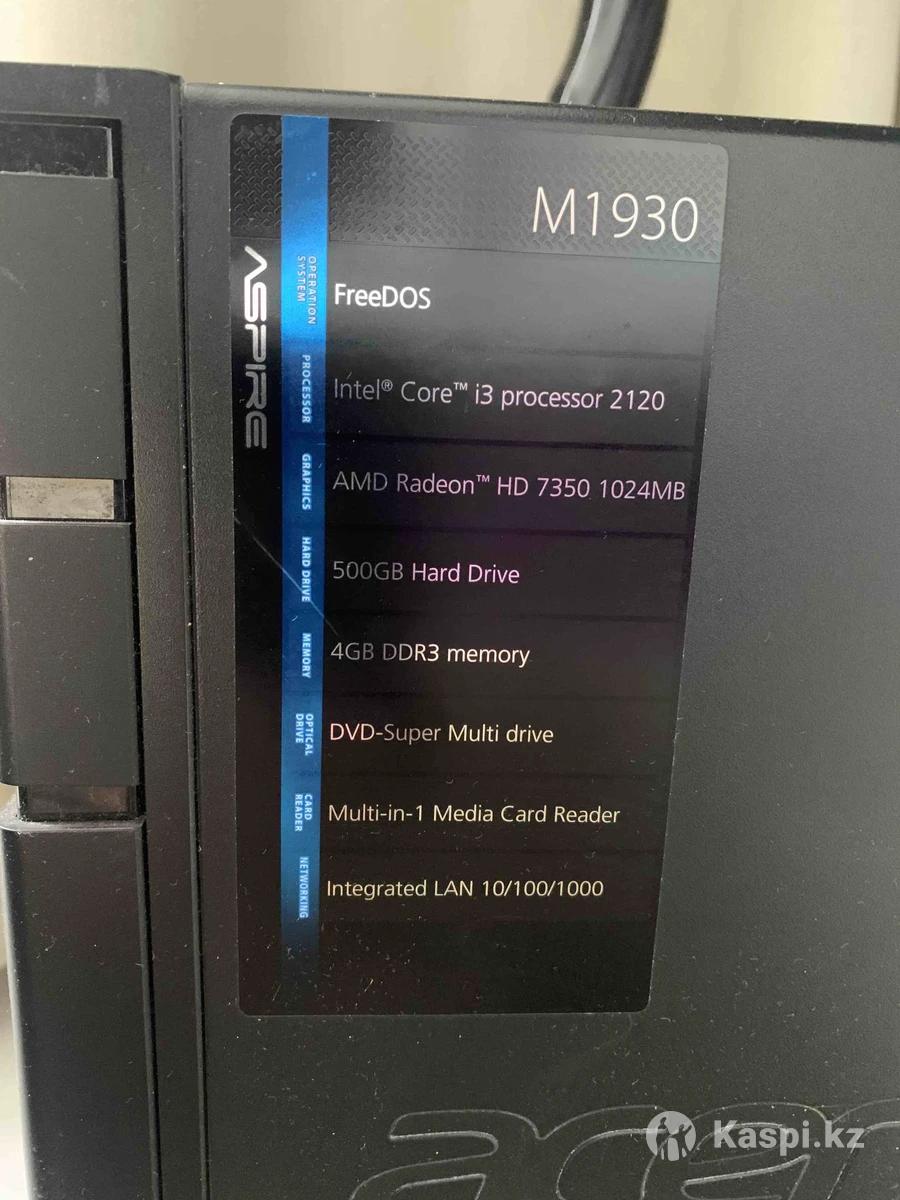 M1930
ASPIRE
OPERATION SYSTEM
FreeDOS
PROCESSOR
Intel® Core™ i3 processor 2120
GRAPHICS
AMD Radeon™ HD 7350 1024MB
HARD DRIVE
500GB Hard Drive
MEMORY
4GB DDR3 memory
OPTICAL DRIVE
DVD-Super Multi drive
CARD READER
Multi-in-1 Media Card Reader
NETWORKING
Integrated LAN 10/100/1000
acer
Kaspi.kz